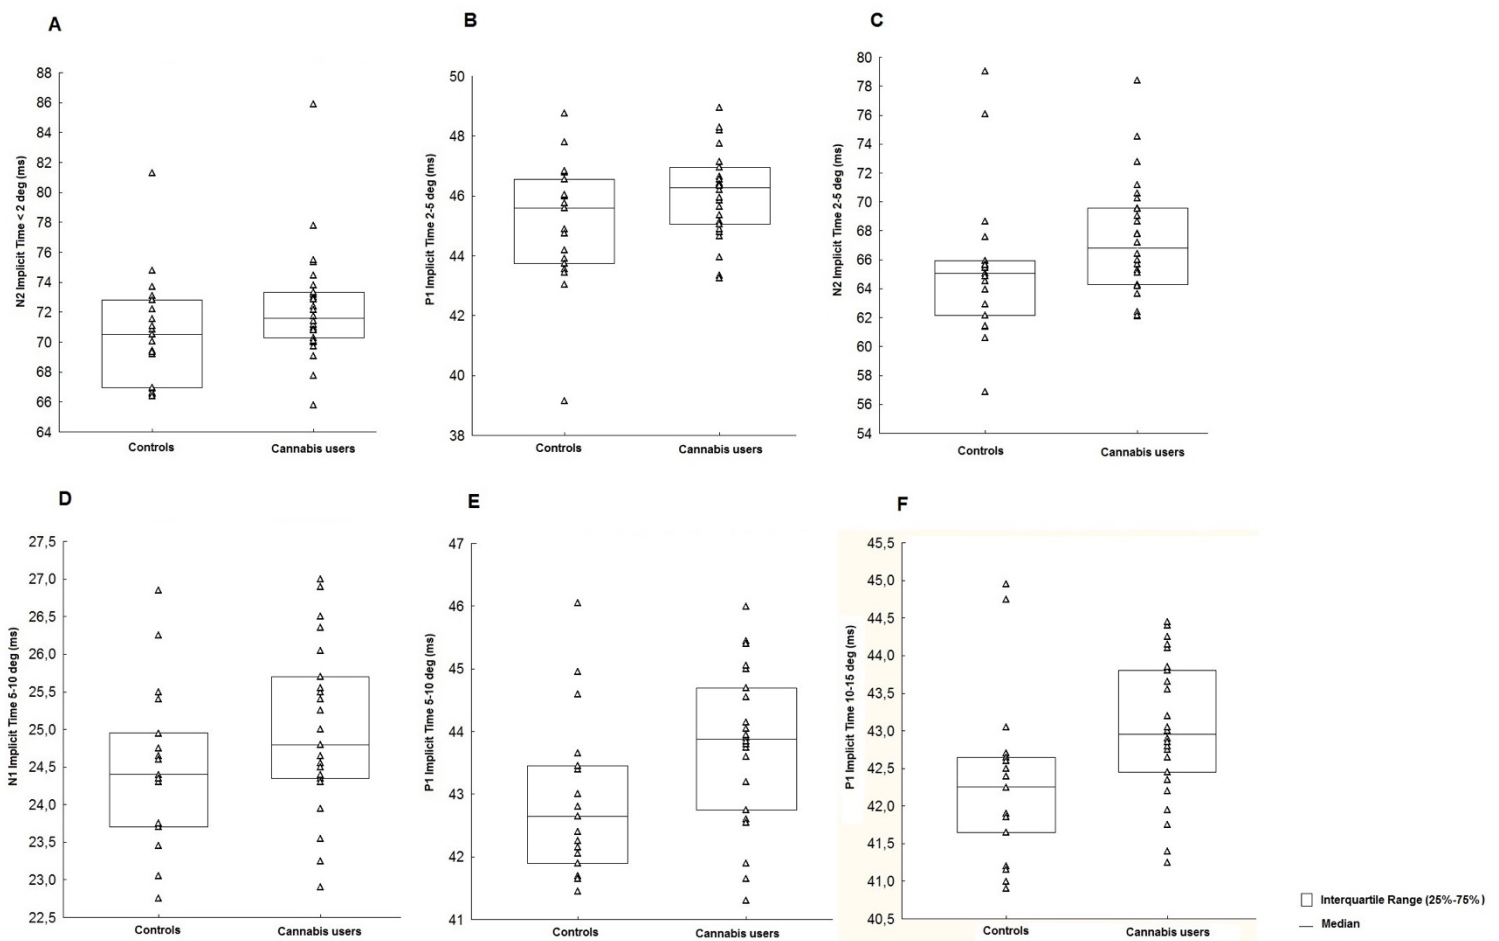 A
N2 Implicit Time < 2 deg (ms)
88
86
84
82
80
78
76
74
72
70
68
66
64
Controls
Cannabis users
B
P1 Implicit Time 2-5 deg (ms)
50
48
46
44
42
40
38
Controls
Cannabis users
C
N2 Implicit Time 2-5 deg (ms)
80
78
76
74
72
70
68
66
64
62
60
58
56
54
Controls
Cannabis users
D
N1 Implicit Time 5-10 deg (ms)
27,5
27,0
26,5
26,0
25,5
25,0
24,5
24,0
23,5
23,0
22,5
Controls
Cannabis users
E
P1 Implicit Time 5-10 deg (ms)
47
46
45
44
43
42
41
Controls
Cannabis users
F
P1 Implicit Time 10-15 deg (ms)
45,5
45,0
44,5
44,0
43,5
43,0
42,5
42,0
41,5
41,0
40,5
Controls
Cannabis users
Interquartile Range (25%-75%)
Median